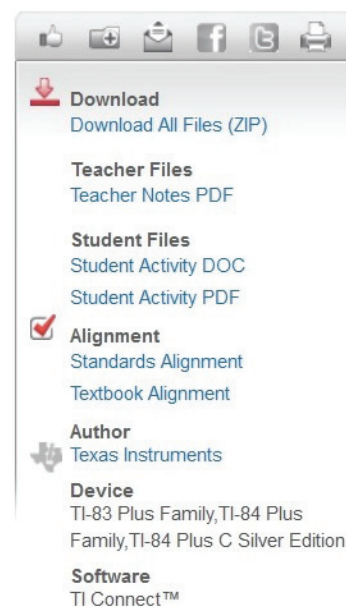 Download
Download All Files (ZIP)
Teacher Files
Teacher Notes PDF
Student Files
Student Activity DOC
Student Activity PDF
Alignment
Standards Alignment
Textbook Alignment
Author
Texas Instruments
Device
TI-83 Plus Family,TI-84 Plus
Family,TI-84 Plus C Silver Edition
Software
TI Connect™